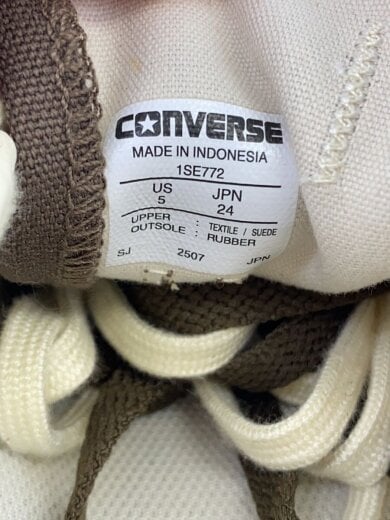 CONVERSE
MADE IN INDONESIA
1SE772
US JPN
5 24
UPPER : TEXTILE / SUEDE
OUTSOLE : RUBBER
SJ 2507 JPN